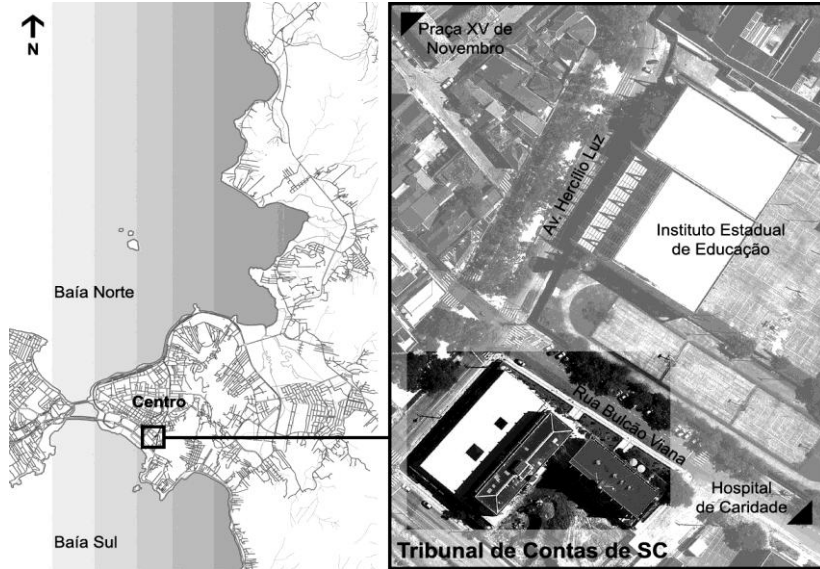 N
Baía Norte
Centro
Baía Sul
Praça XV de
Novembro
Av. Hercílio Luz
Instituto Estadual
de Educação
Rua Bulcão Viana
Hospital
de Caridade
Tribunal de Contas de SC